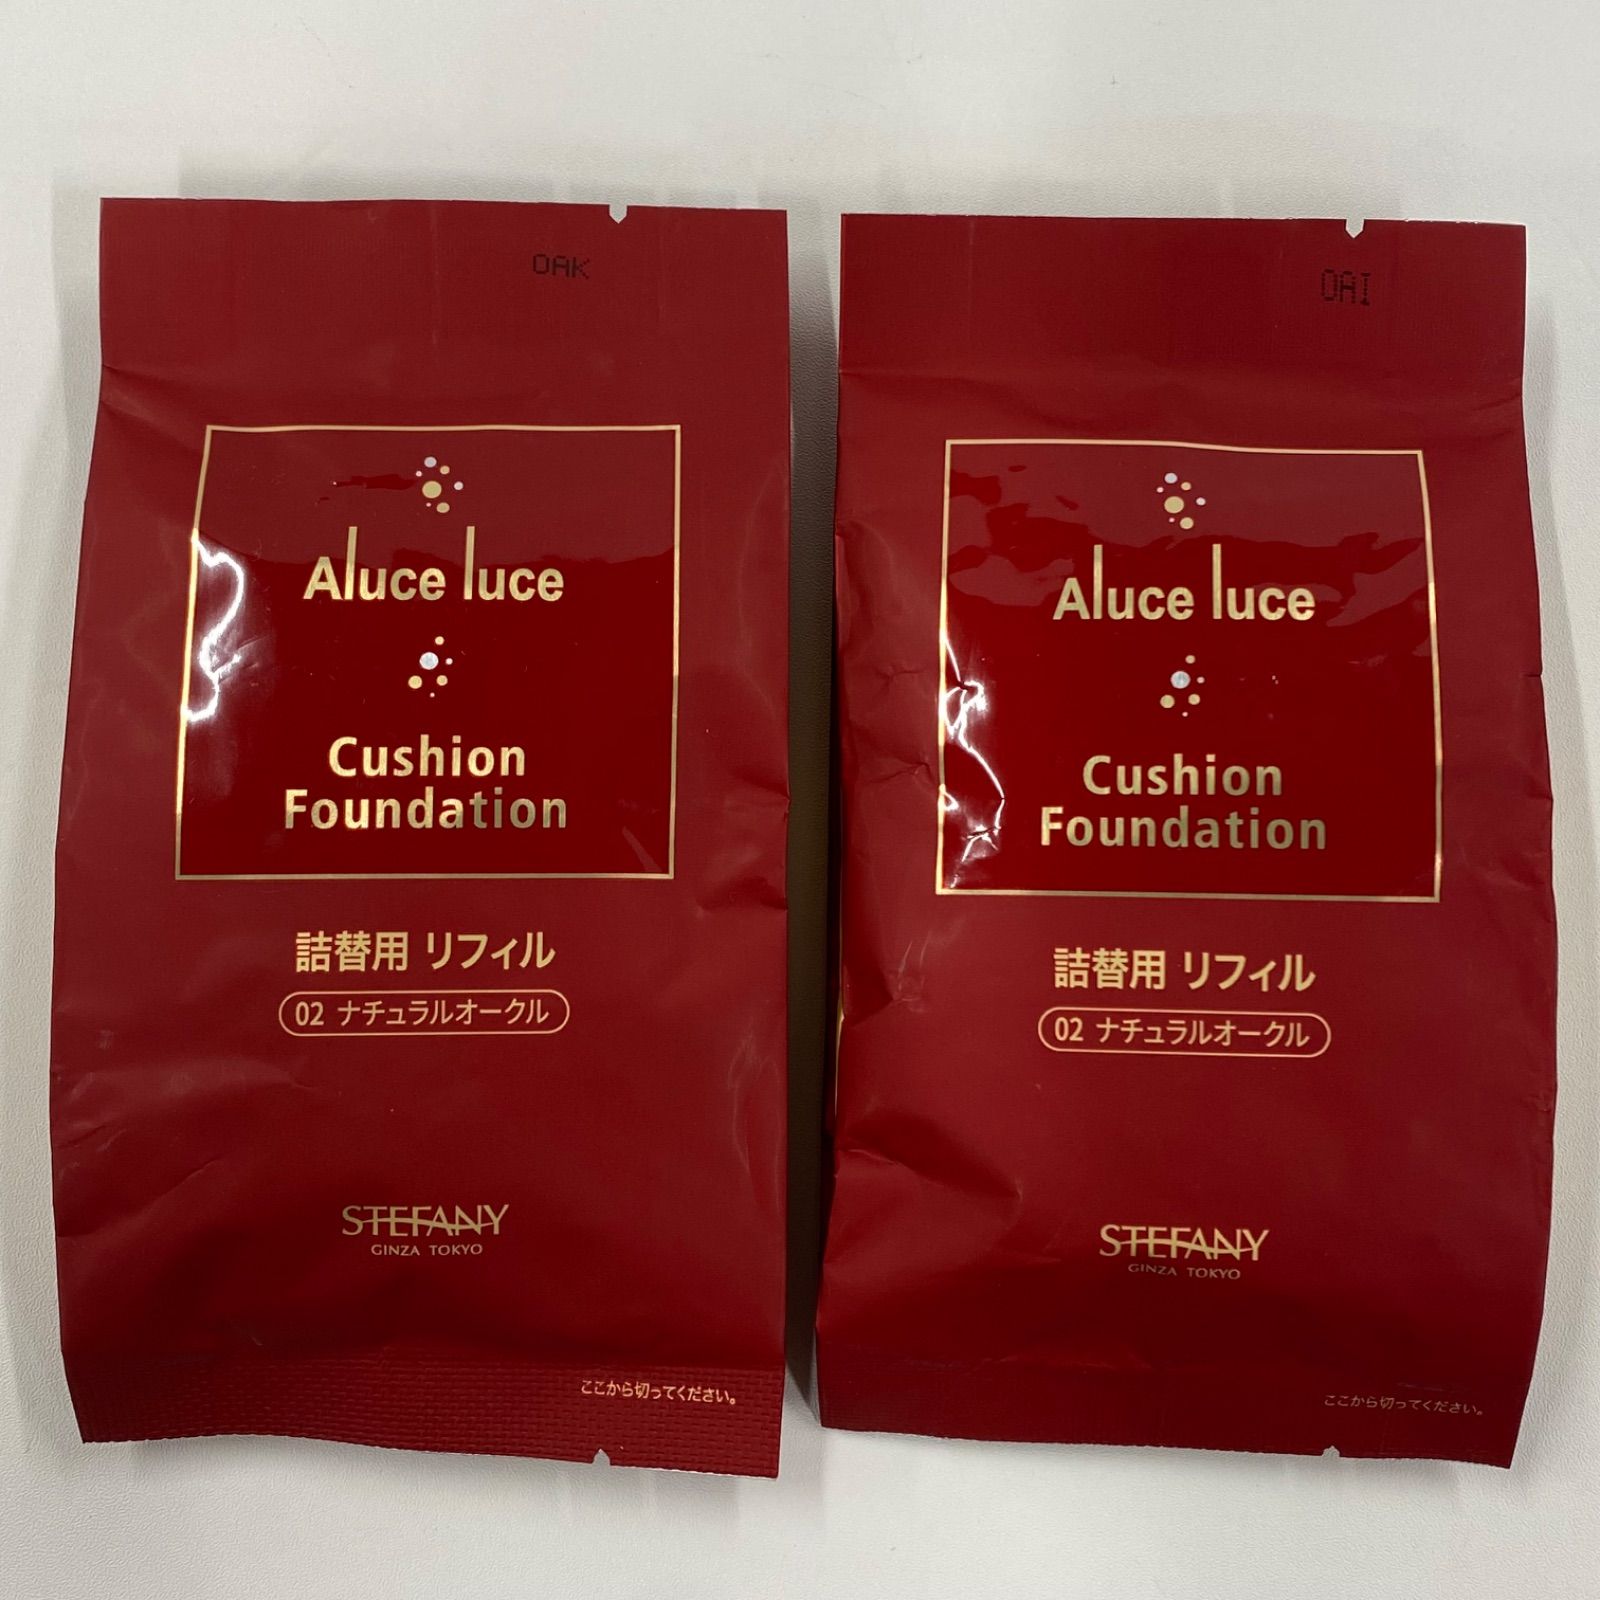 OAK
Aluce luce
Cushion
Foundation
詰替用 リフィル
02 ナチュラルオークル
STEFANY
GINZA TOKYO
ここから切ってください。
OAI
Aluce luce
Cushion
Foundation
詰替用 リフィル
02 ナチュラルオークル
STEFANY
GINZA TOKYO
ここから切ってください。